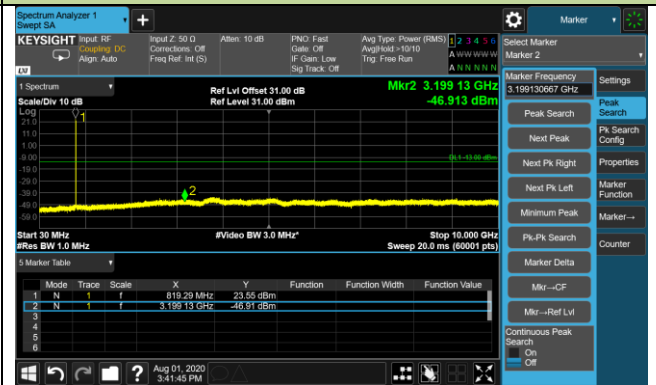 Spectrum Analyzer 1
Swept SA
+
Marker
KEYSIGHT Input: RF
Coupling: DC
Align: Auto
Input Z: 50 Ω
Corrections: Off
Freq Ref: Int (S)
Atten: 10 dB
PNO: Fast
Gate: Off
IF Gain: Low
Sig Track: Off
Avg Type: Power (RMS)
Avg|Hold:>10/10
Trig: Free Run
1 2 3 4 5 6
A W W W W W
A N N N N N
LXI
Select Marker
Marker 2
1 Spectrum
Scale/Div 10 dB
Log
Ref Lvl Offset 31.00 dB
Ref Level 31.00 dBm
Mkr2 3.199 13 GHz
-46.913 dBm
21.0
11.0
1.00
-9.00
-19.0
-29.0
-39.0
-49.0
-59.0
1
2
DL1 -13.00 dBm
Start 30 MHz
#Res BW 1.0 MHz
#Video BW 3.0 MHz*
Stop 10.000 GHz
Sweep 20.0 ms (60001 pts)
5 Marker Table
Mode Trace Scale X Y Function Function Width Function Value
1 N 1 f 819.29 MHz 23.55 dBm
2 N 1 f 3.199 13 GHz -46.91 dBm
3
4
5
6
Marker Frequency
3.199130667 GHz
Peak Search
Next Peak
Next Pk Right
Next Pk Left
Minimum Peak
Pk-Pk Search
Marker Delta
Mkr→CF
Mkr→Ref Lvl
Continuous Peak
Search
On
Off
Settings
Peak
Search
Pk Search
Config
Properties
Marker
Function
Marker→
Counter
?
Aug 01, 2020
3:41:45 PM